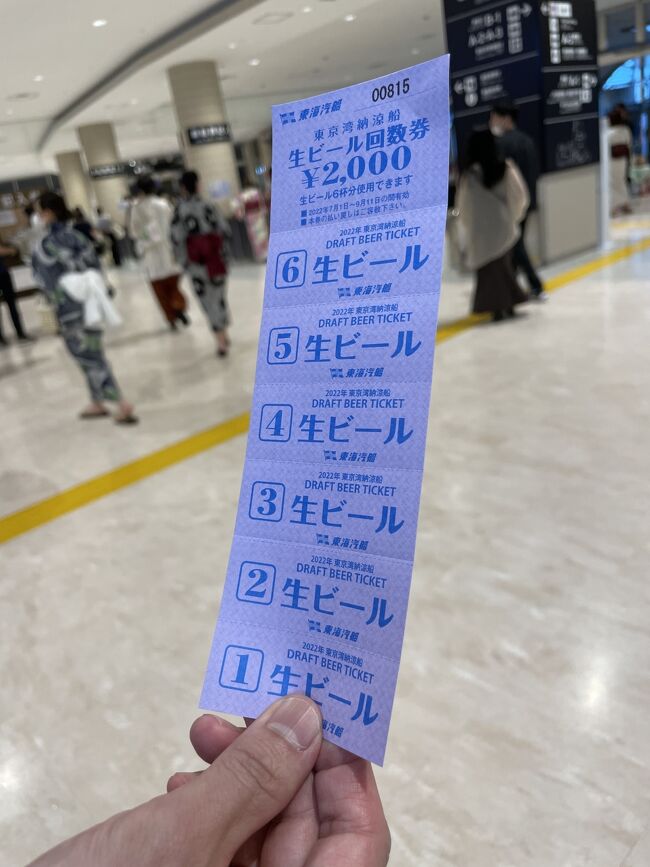 東海汽船
00815
東京湾納涼船
生ビール回数券
¥2,000
生ビール6杯分使用できます
■2022年7月1日〜9月11日の間有効
■本券の払い戻しはご容赦下さい。
2022年 東京湾納涼船
DRAFT BEER TICKET
6 生ビール
東海汽船
2022年 東京湾納涼船
DRAFT BEER TICKET
5 生ビール
東海汽船
2022年 東京湾納涼船
DRAFT BEER TICKET
4 生ビール
東海汽船
2022年 東京湾納涼船
DRAFT BEER TICKET
3 生ビール
東海汽船
2022年 東京湾納涼船
DRAFT BEER TICKET
2 生ビール
東海汽船
2022年 東京湾納涼船
DRAFT BEER TICKET
1 生ビール
海汽船